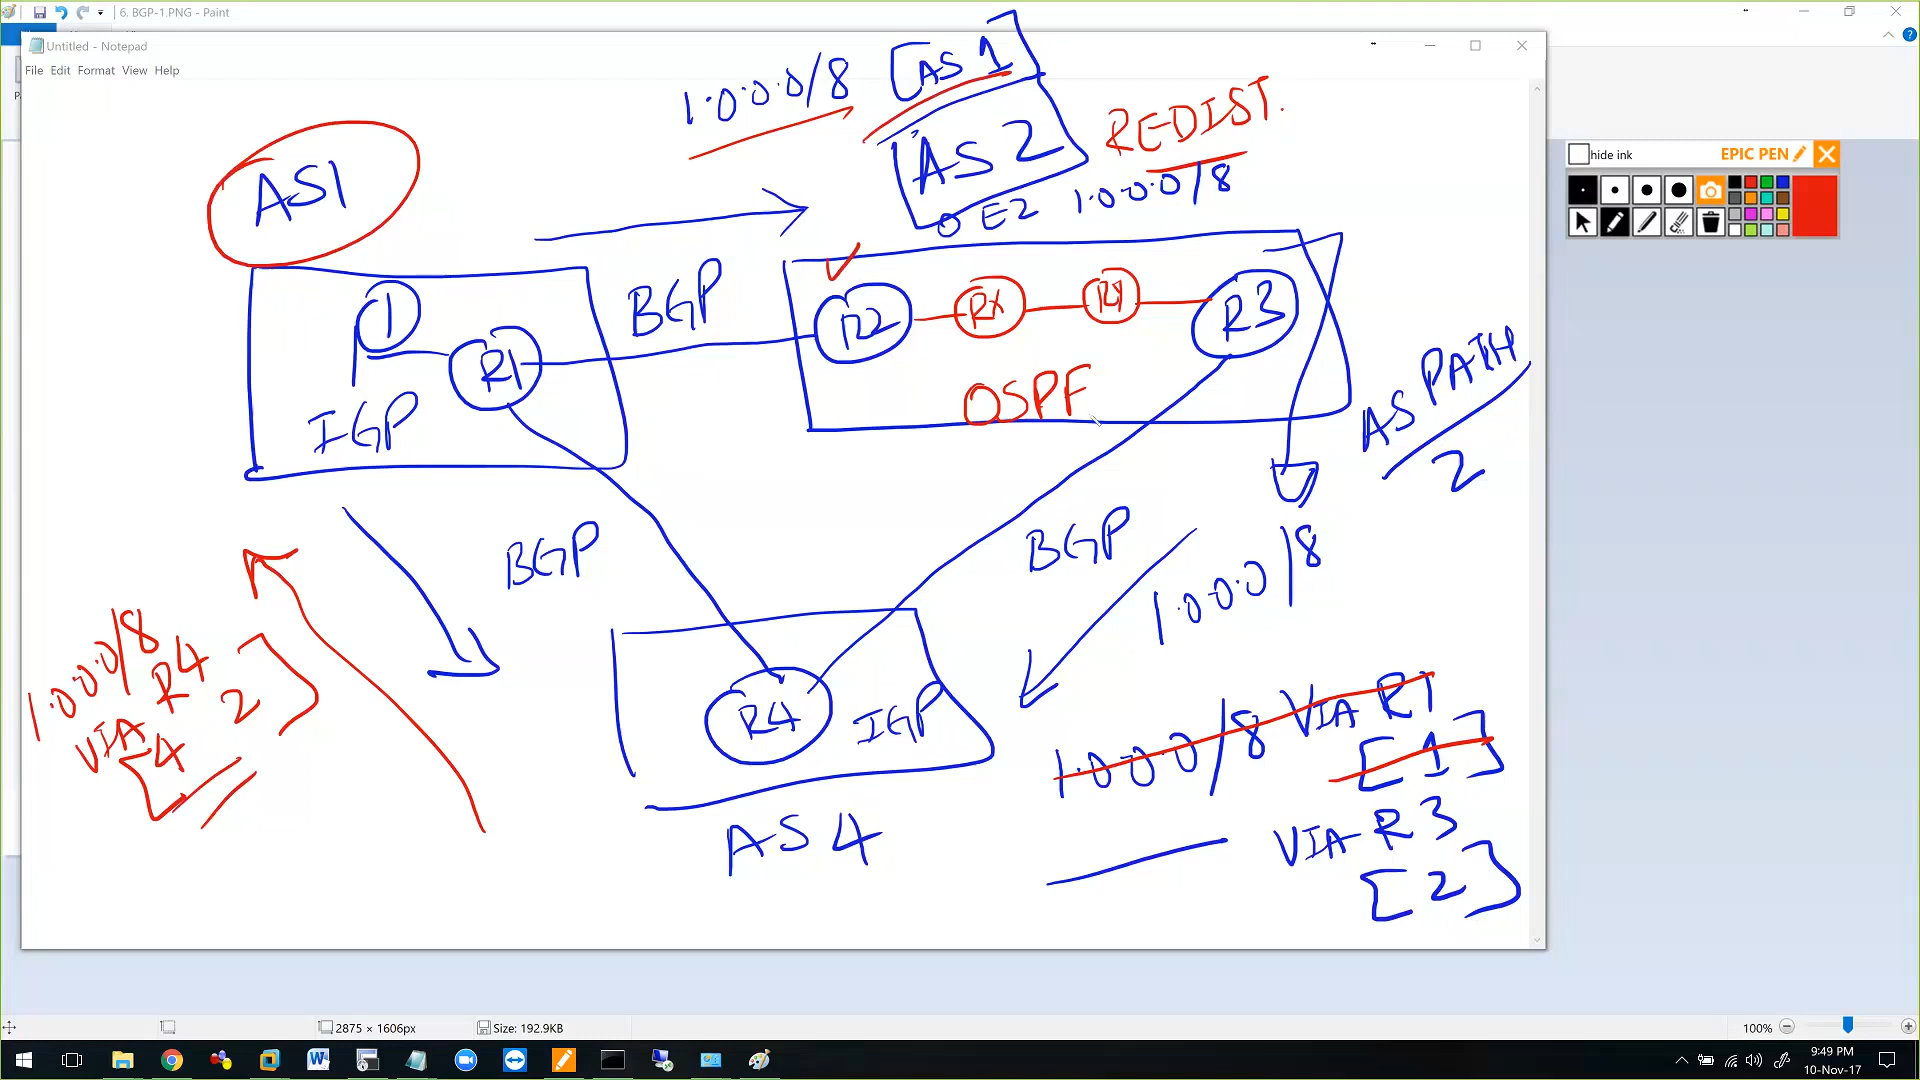 6. BGP-1.PNG - Paint
Untitled - Notepad
File Edit Format View Help
1.0.0.0/8 [AS 1]
REDIST.
[AS 2]
O E2 1.0.0.0/8
AS1
BGP
1
R1
IGP
R2
RX
RY
R3
OSPF
AS PATH
2
BGP
BGP
1.0.0.0/8
1.0.0.0/8
VIA R4
[4 2]
R4
IGP
AS 4
1.0.0.0/8 VIA R1
[1]
VIA R3
[2]
hide ink
EPIC PEN
2875 × 1606px
Size: 192.9KB
100%
9:49 PM
10-Nov-17